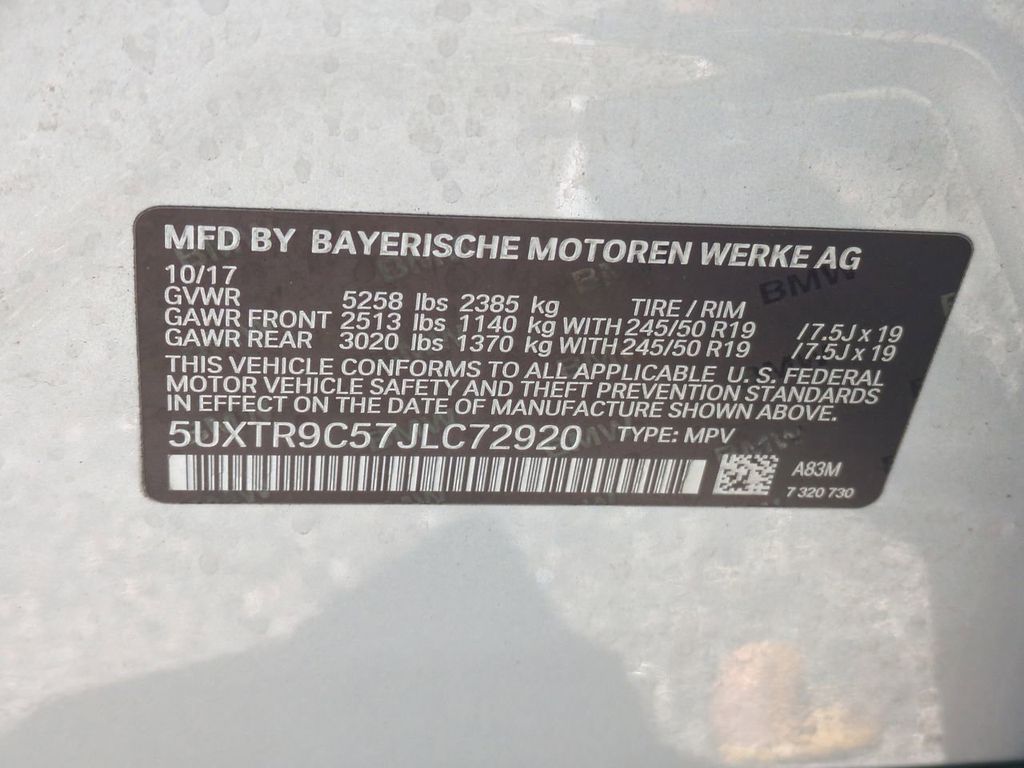 MFD BY BAYERISCHE MOTOREN WERKE AG
10/17
GVWR 5258 lbs 2385 kg TIRE / RIM
GAWR FRONT 2513 lbs 1140 kg WITH 245/50 R19 /7.5J x 19
GAWR REAR 3020 lbs 1370 kg WITH 245/50 R19 /7.5J x 19
THIS VEHICLE CONFORMS TO ALL APPLICABLE U. S. FEDERAL
MOTOR VEHICLE SAFETY AND THEFT PREVENTION STANDARDS
IN EFFECT ON THE DATE OF MANUFACTURE SHOWN ABOVE.
5UXTR9C57JLC72920 TYPE: MPV
A83M
7 320 730